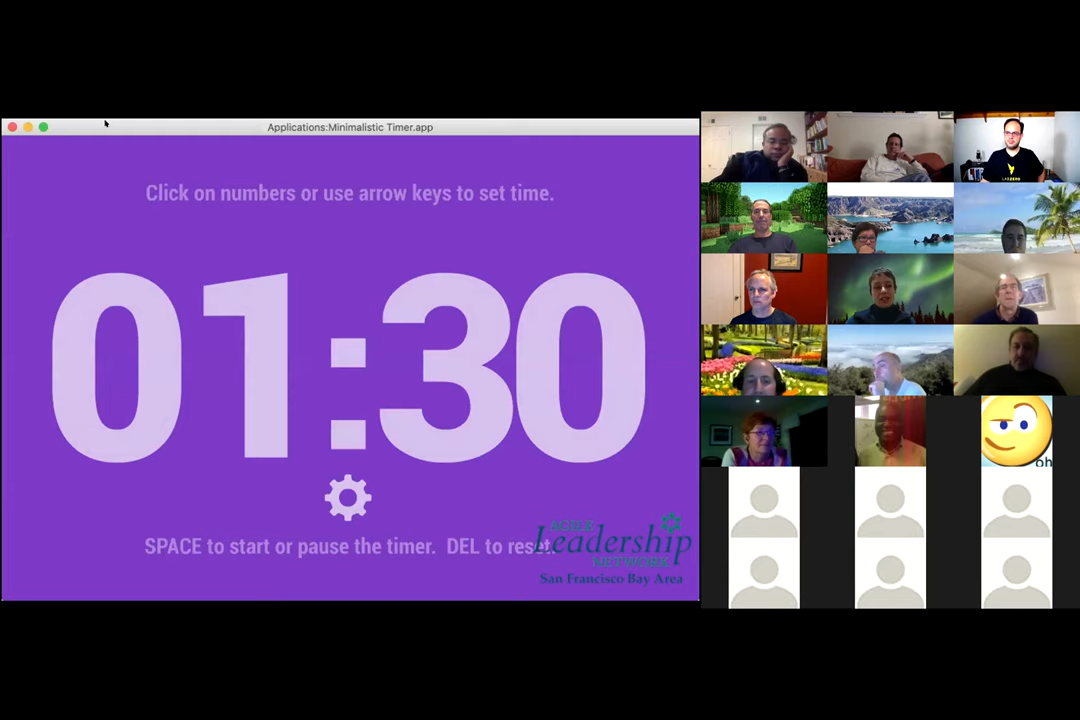 Applications:Minimalistic Timer.app
Click on numbers or use arrow keys to set time.
01:30
SPACE to start or pause the timer. DEL to reset.
AGILE
Leadership
NETWORK
San Francisco Bay Area
oh